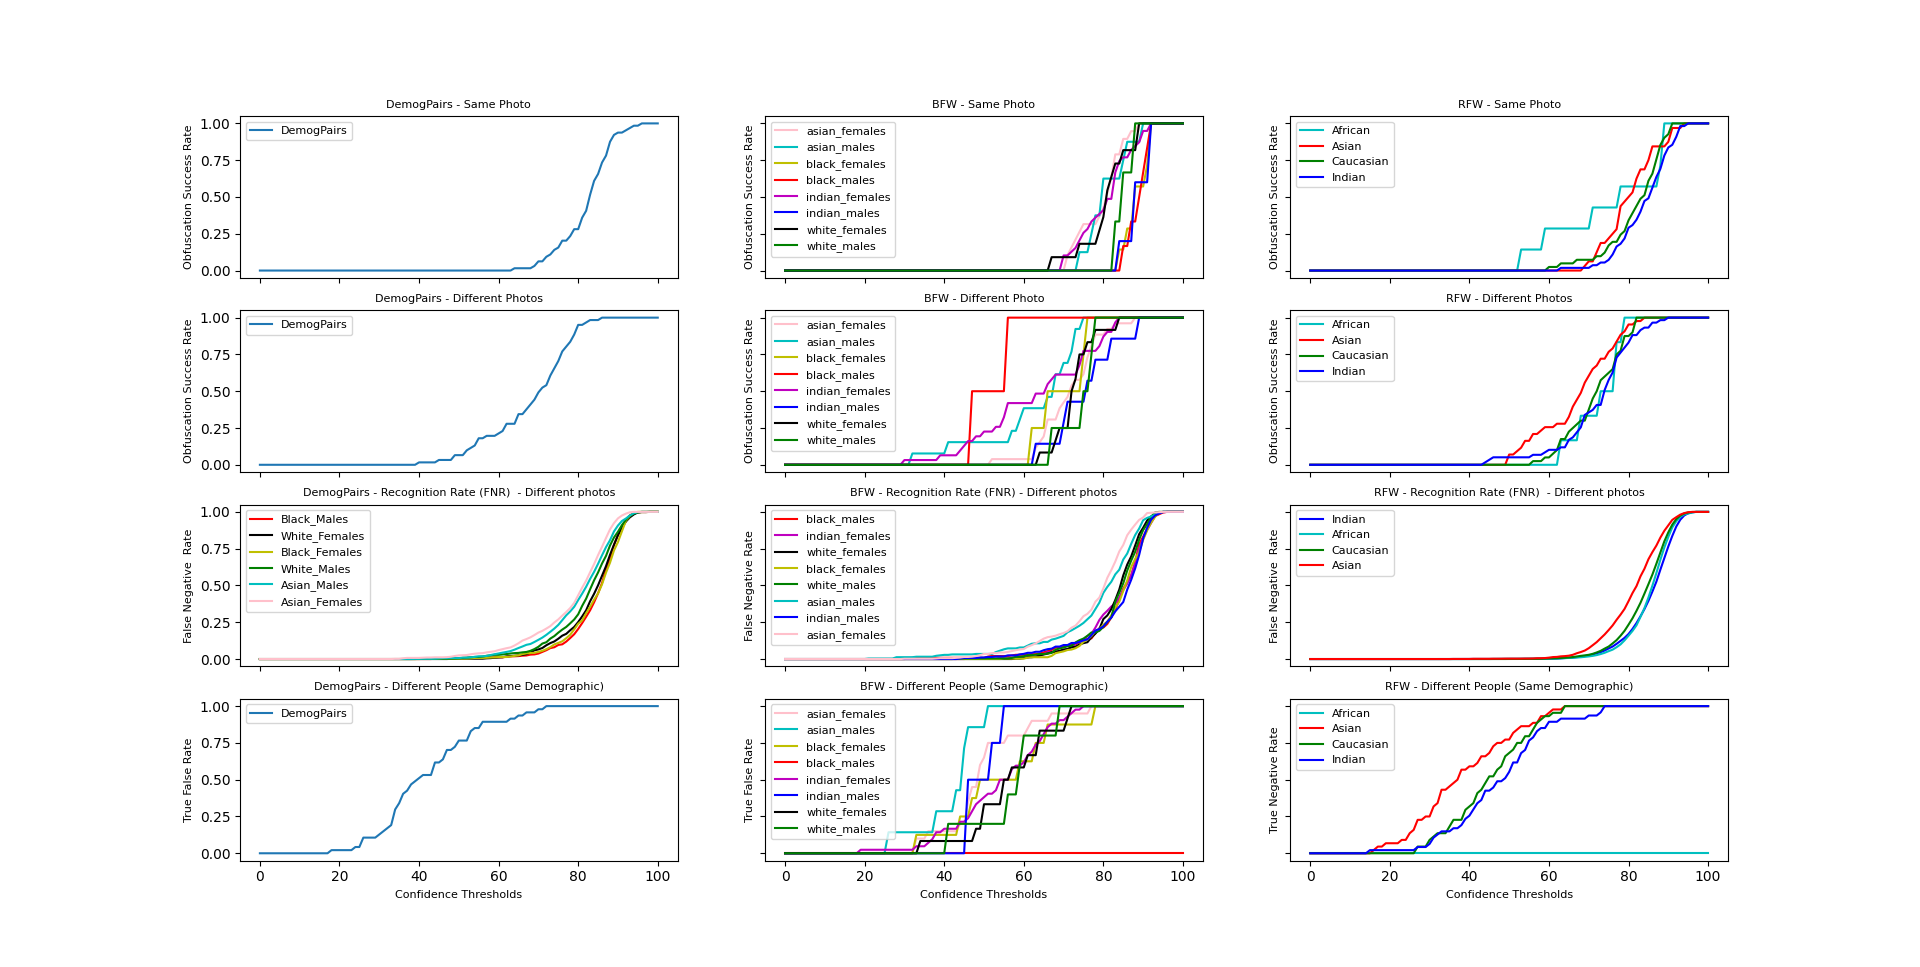 DemogPairs - Same Photo
Obfuscation Success Rate
1.00
0.75
0.50
0.25
0.00
DemogPairs
BFW - Same Photo
Obfuscation Success Rate
asian_females
asian_males
black_females
black_males
indian_females
indian_males
white_females
white_males
RFW - Same Photo
Obfuscation Success Rate
African
Asian
Caucasian
Indian
DemogPairs - Different Photos
Obfuscation Success Rate
1.00
0.75
0.50
0.25
0.00
DemogPairs
BFW - Different Photo
Obfuscation Success Rate
asian_females
asian_males
black_females
black_males
indian_females
indian_males
white_females
white_males
RFW - Different Photos
Obfuscation Success Rate
African
Asian
Caucasian
Indian
DemogPairs - Recognition Rate (FNR)  - Different photos
False Negative  Rate
1.00
0.75
0.50
0.25
0.00
Black_Males
White_Females
Black_Females
White_Males
Asian_Males
Asian_Females
BFW - Recognition Rate (FNR) - Different photos
False Negative Rate
black_males
indian_females
white_females
black_females
white_males
asian_males
indian_males
asian_females
RFW - Recognition Rate (FNR)  - Different photos
False Negative  Rate
Indian
African
Caucasian
Asian
DemogPairs - Different People (Same Demographic)
True False Rate
1.00
0.75
0.50
0.25
0.00
DemogPairs
0 20 40 60 80 100
Confidence Thresholds
BFW - Different People (Same Demographic)
True False Rate
asian_females
asian_males
black_females
black_males
indian_females
indian_males
white_females
white_males
0 20 40 60 80 100
Confidence Thresholds
RFW - Different People (Same Demographic)
True Negative Rate
African
Asian
Caucasian
Indian
0 20 40 60 80 100
Confidence Thresholds